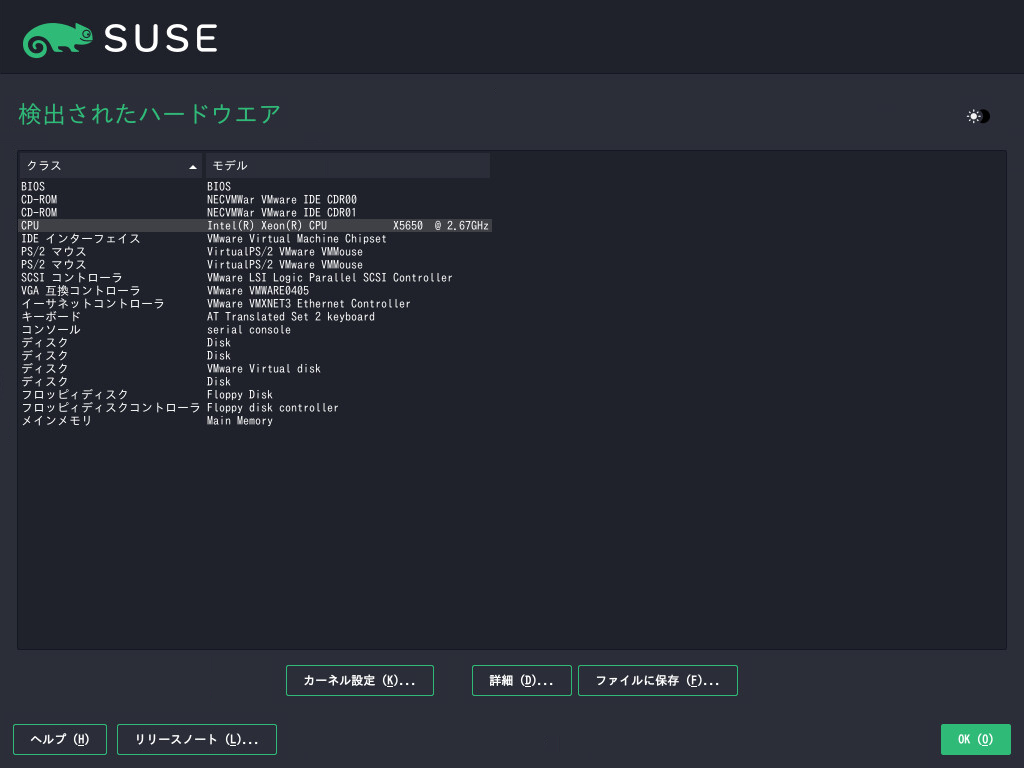 SUSE
検出されたハードウエア
クラス モデル
BIOS BIOS
CD-ROM NECVMWar VMware IDE CDR00
CD-ROM NECVMWar VMware IDE CDR01
CPU Intel(R) Xeon(R) CPU X5650 @ 2.67GHz
IDE インターフェイス VMware Virtual Machine Chipset
PS/2 マウス VirtualPS/2 VMware VMMouse
PS/2 マウス VirtualPS/2 VMware VMMouse
SCSI コントローラ VMware LSI Logic Parallel SCSI Controller
VGA 互換コントローラ VMware VMWARE0405
イーサネットコントローラ VMware VMXNET3 Ethernet Controller
キーボード AT Translated Set 2 keyboard
コンソール serial console
ディスク Disk
ディスク Disk
ディスク VMware Virtual disk
ディスク Disk
フロッピィディスク Floppy Disk
フロッピィディスクコントローラ Floppy disk controller
メインメモリ Main Memory
カーネル設定 (K)... 詳細 (D)... ファイルに保存 (F)...
ヘルプ (H) リリースノート (L)... OK (O)